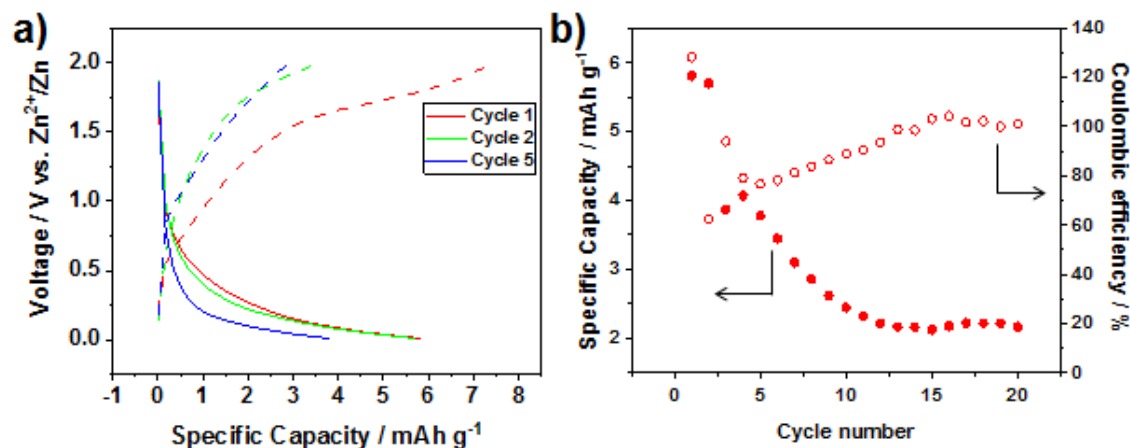 a)
Voltage / V vs. Zn²⁺/Zn
2.0
1.5
1.0
0.5
0.0
Cycle 1
Cycle 2
Cycle 5
-1 0 1 2 3 4 5 6 7 8
Specific Capacity / mAh g⁻¹
b)
Specific Capacity / mAh g⁻¹
6
5
4
3
2
140
120
100
80
60
40
20
0
Coulombic efficiency / %
0 5 10 15 20
Cycle number